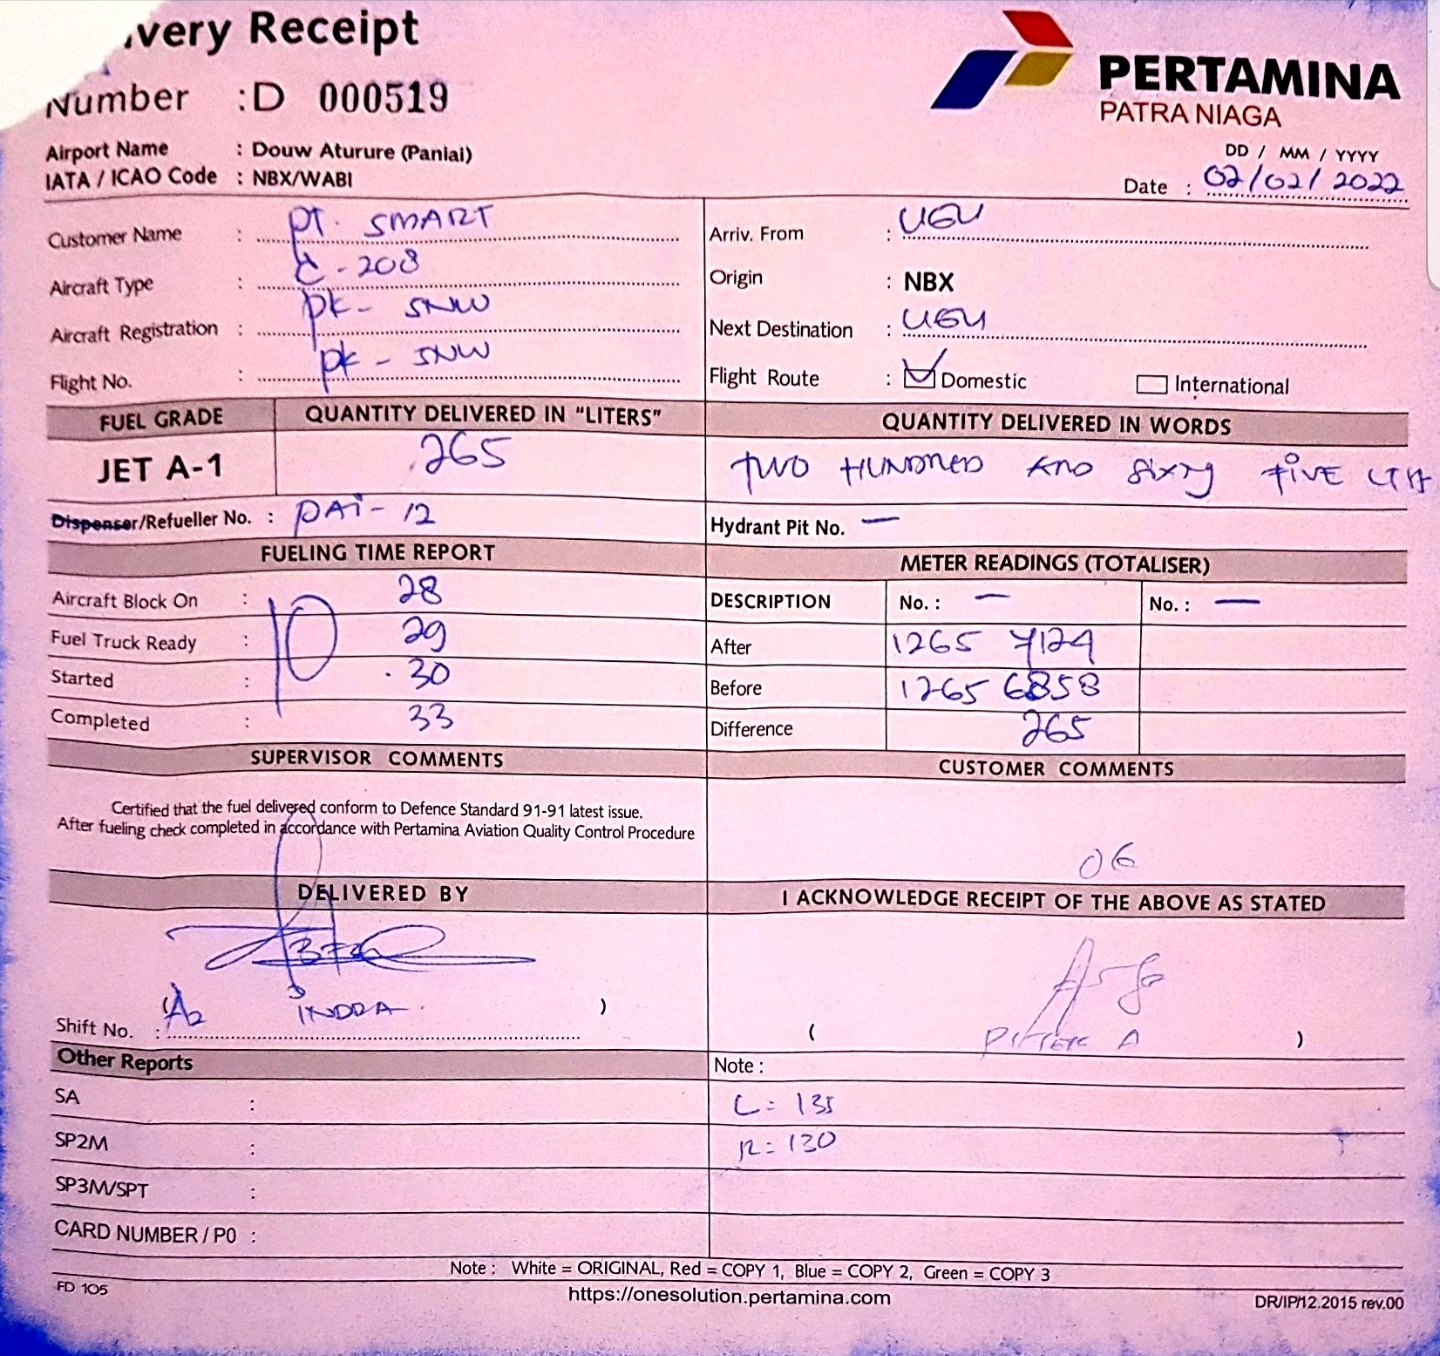 very Receipt
Number : D 000519
PERTAMINA
PATRA NIAGA
Airport Name : Douw Aturure (Paniai)
IATA / ICAO Code : NBX/WABI
DD / MM / YYYY
Date : 02/02/2022
Customer Name : PT. SMART
Arriv. From : UGU
Aircraft Type : C-208
Origin : NBX
Aircraft Registration : PK - SNW
Next Destination : UGU
Flight No. : PK - SNW
Flight Route : Domestic International
FUEL GRADE QUANTITY DELIVERED IN "LITERS" QUANTITY DELIVERED IN WORDS
JET A-1 265 TWO HUNDRED AND SIXTY FIVE LTR
Dispenser/Refueller No. : PAI - 12 Hydrant Pit No. —
FUELING TIME REPORT METER READINGS (TOTALISER)
Aircraft Block On : 28 DESCRIPTION No. : — No. : —
Fuel Truck Ready : 10 29 After 1265 7124
Started : 30 Before 1265 6858
Completed : 33 Difference 265
SUPERVISOR COMMENTS CUSTOMER COMMENTS
Certified that the fuel delivered conform to Defence Standard 91-91 latest issue.
After fueling check completed in accordance with Pertamina Aviation Quality Control Procedure
06
DELIVERED BY I ACKNOWLEDGE RECEIPT OF THE ABOVE AS STATED
Shift No. : (A2 INDRA )
( A )
Other Reports Note :
SA : L = 135
SP2M : R = 130
SP3M/SPT :
CARD NUMBER / P0 :
Note : White = ORIGINAL, Red = COPY 1, Blue = COPY 2, Green = COPY 3
FD 105 https://onesolution.pertamina.com DR/IP/12.2015 rev.00